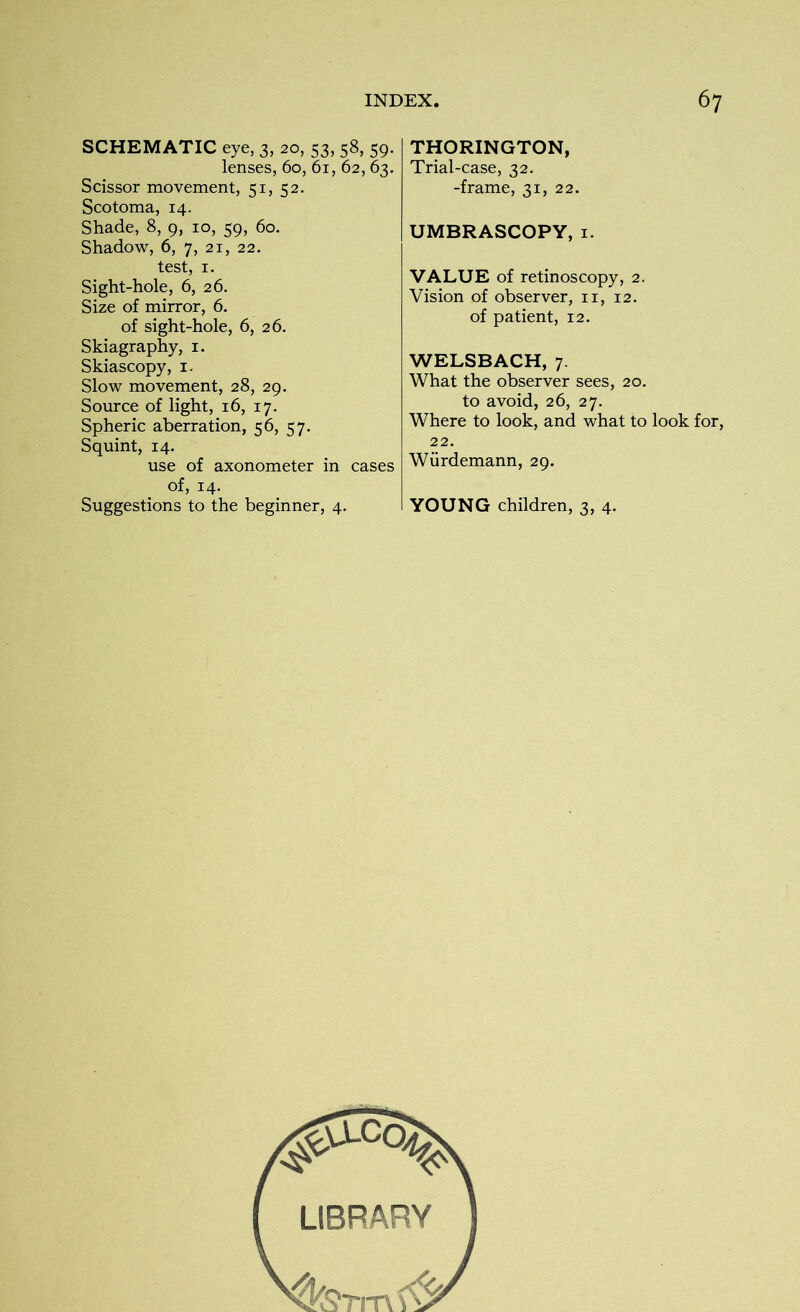 INDEX. 67
SCHEMATIC eye, 3, 20, 53, 58, 59.
lenses, 60, 61, 62, 63.
Scissor movement, 51, 52.
Scotoma, 14.
Shade, 8, 9, 10, 59, 60.
Shadow, 6, 7, 21, 22.
test, 1.
Sight-hole, 6, 26.
Size of mirror, 6.
of sight-hole, 6, 26.
Skiagraphy, 1.
Skiascopy, 1.
Slow movement, 28, 29.
Source of light, 16, 17.
Spheric aberration, 56, 57.
Squint, 14.
use of axonometer in cases
of, 14.
Suggestions to the beginner, 4.
THORINGTON,
Trial-case, 32.
-frame, 31, 22.
UMBRASCOPY, 1.
VALUE of retinoscopy, 2.
Vision of observer, 11, 12.
of patient, 12.
WELSBACH, 7.
What the observer sees, 20.
to avoid, 26, 27.
Where to look, and what to look for,
22.
Würdemann, 29.
YOUNG children, 3, 4.
WELLCOME
LIBRARY